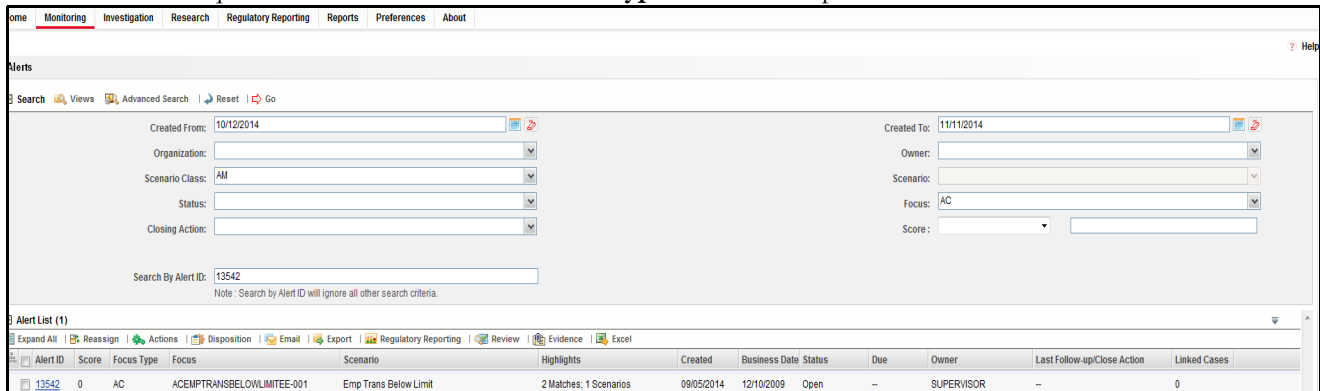 ome Monitoring Investigation Research Regulatory Reporting Reports Preferences About
? Help
Alerts
Search Views Advanced Search | Reset | Go
Created From: 10/12/2014 Created To: 11/11/2014
Organization: Owner:
Scenario Class: AM Scenario:
Status: Focus: AC
Closing Action: Score :
Search By Alert ID: 13542
Note : Search by Alert ID will ignore all other search criteria.
Alert List (1)
Expand All | Reassign | Actions | Disposition | Email | Export | Regulatory Reporting | Review | Evidence | Excel
Alert ID Score Focus Type Focus Scenario Highlights Created Business Date Status Due Owner Last Follow-up/Close Action Linked Cases
13542 0 AC ACEMPTRANSBELOWLIMITEE-001 Emp Trans Below Limit 2 Matches; 1 Scenarios 09/05/2014 12/10/2009 Open -- SUPERVISOR -- 0